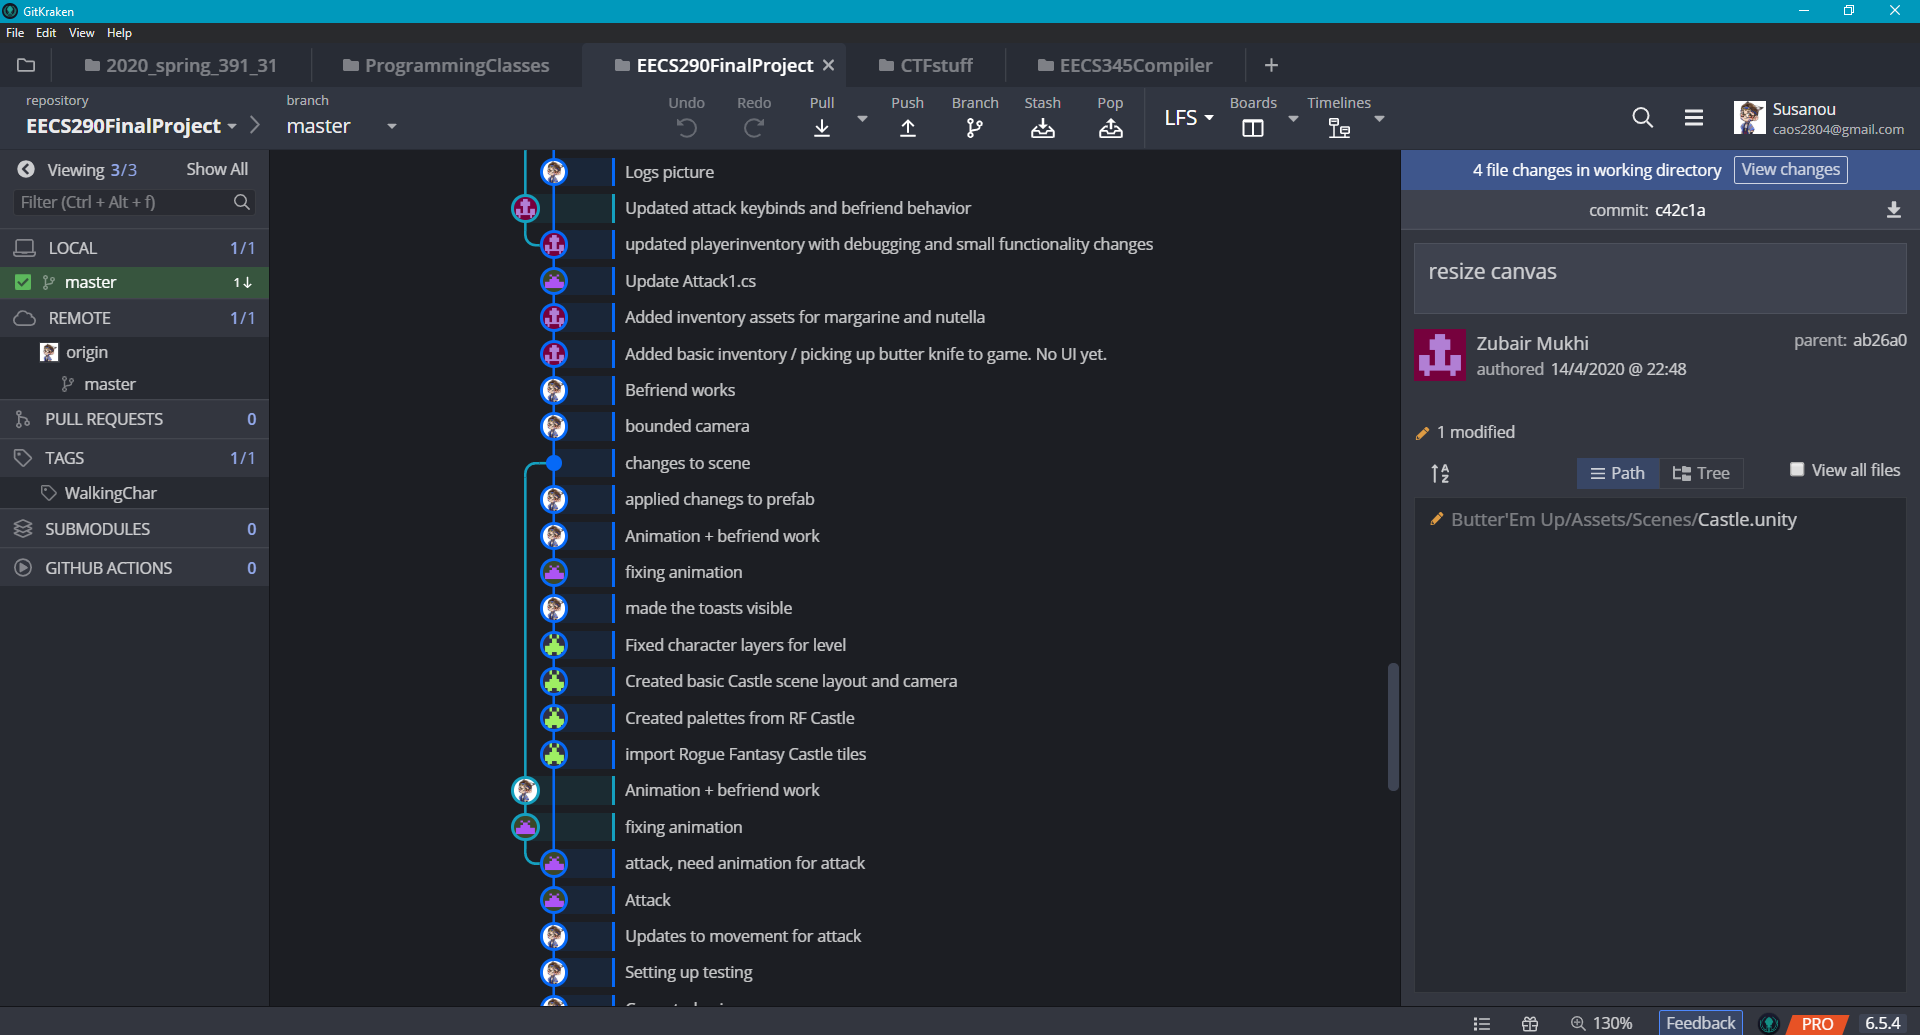 GitKraken
File Edit View Help
2020_spring_391_31 ProgrammingClasses EECS290FinalProject CTFstuff EECS345Compiler
repository branch Undo Redo Pull Push Branch Stash Pop LFS Boards Timelines
EECS290FinalProject master
Susanou
caos2804@gmail.com
Viewing 3/3 Show All
Filter (Ctrl + Alt + f)
LOCAL 1/1
master 1↓
REMOTE 1/1
origin
master
PULL REQUESTS 0
TAGS 1/1
WalkingChar
SUBMODULES 0
GITHUB ACTIONS 0
Logs picture
Updated attack keybinds and befriend behavior
updated playerinventory with debugging and small functionality changes
Update Attack1.cs
Added inventory assets for margarine and nutella
Added basic inventory / picking up butter knife to game. No UI yet.
Befriend works
bounded camera
changes to scene
applied chanegs to prefab
Animation + befriend work
fixing animation
made the toasts visible
Fixed character layers for level
Created basic Castle scene layout and camera
Created palettes from RF Castle
import Rogue Fantasy Castle tiles
Animation + befriend work
fixing animation
attack, need animation for attack
Attack
Updates to movement for attack
Setting up testing
4 file changes in working directory View changes
commit: c42c1a
resize canvas
Zubair Mukhi parent: ab26a0
authored 14/4/2020 @ 22:48
1 modified
A Z Path Tree View all files
Butter'Em Up/Assets/Scenes/Castle.unity
130% Feedback PRO 6.5.4